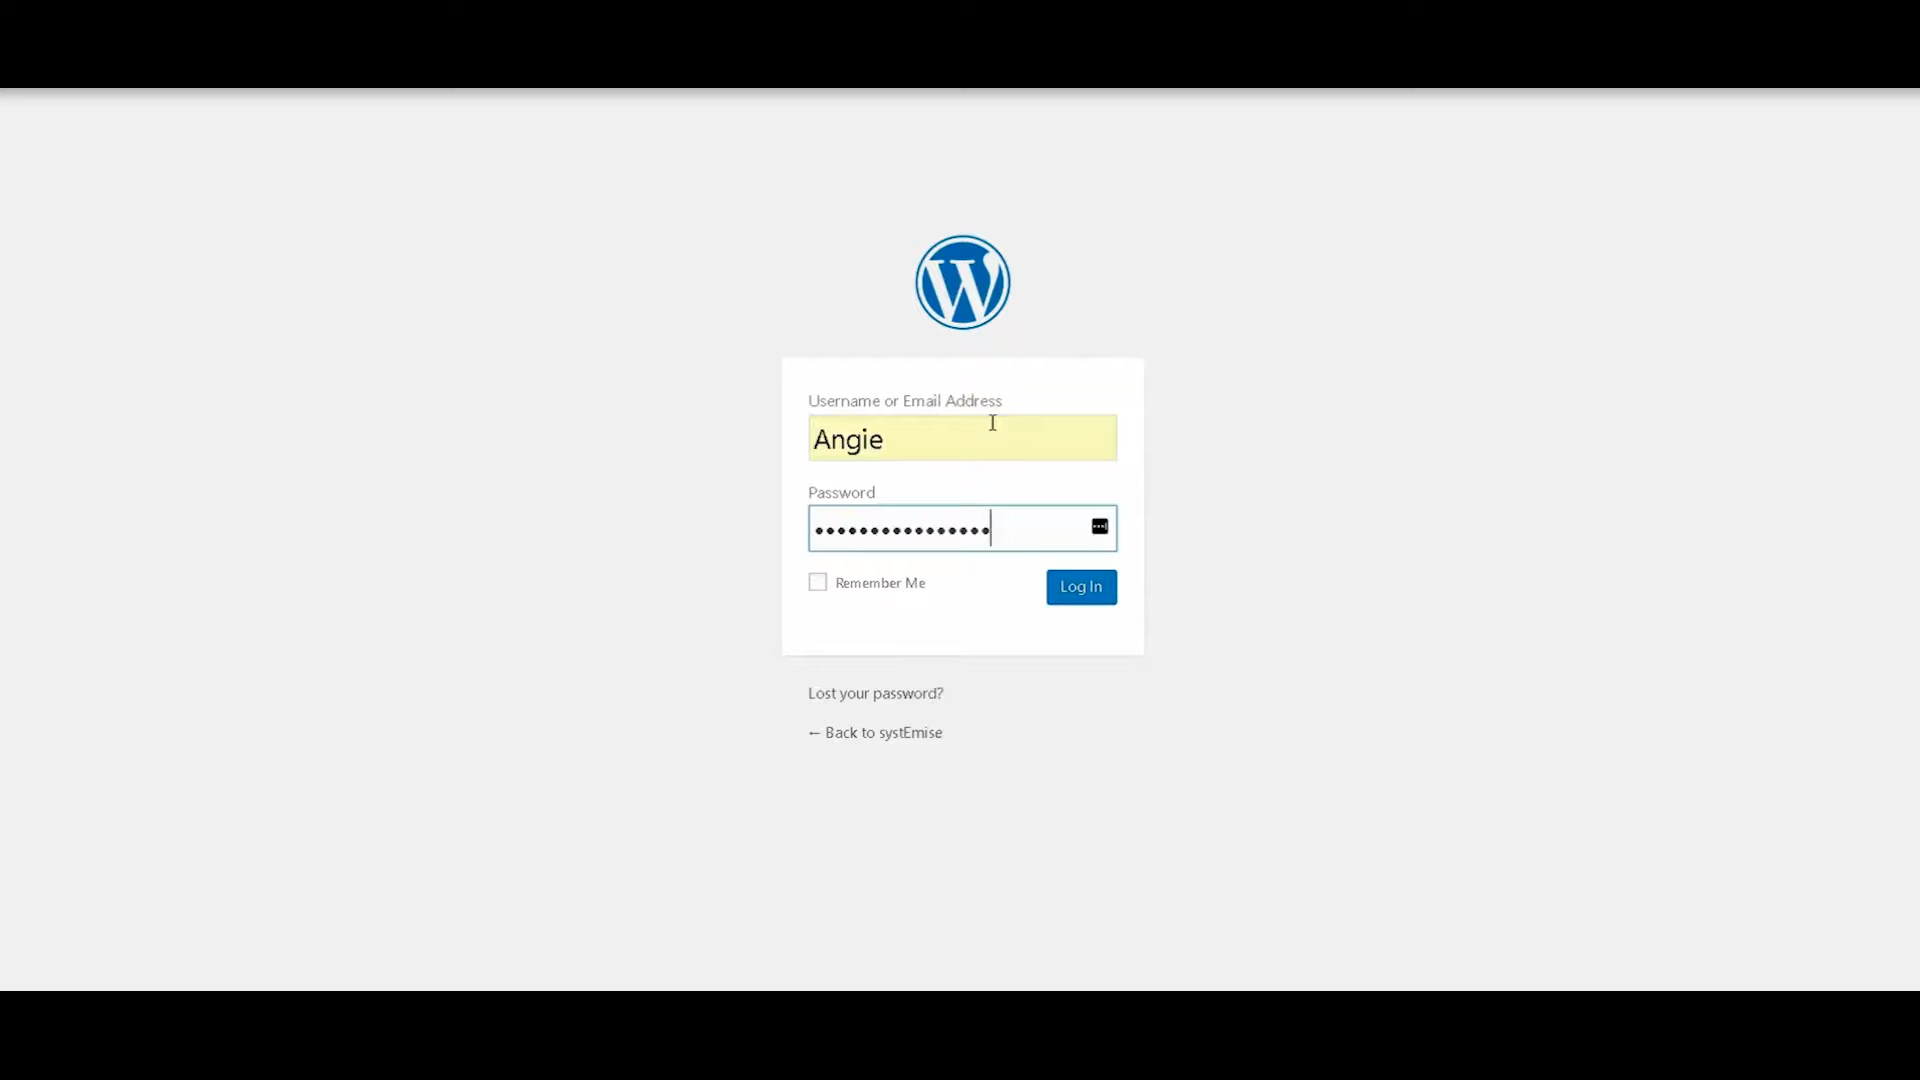 Username or Email Address
Angie
Password
••••••••••••••••
Remember Me
Log In
Lost your password?
← Back to systEmise